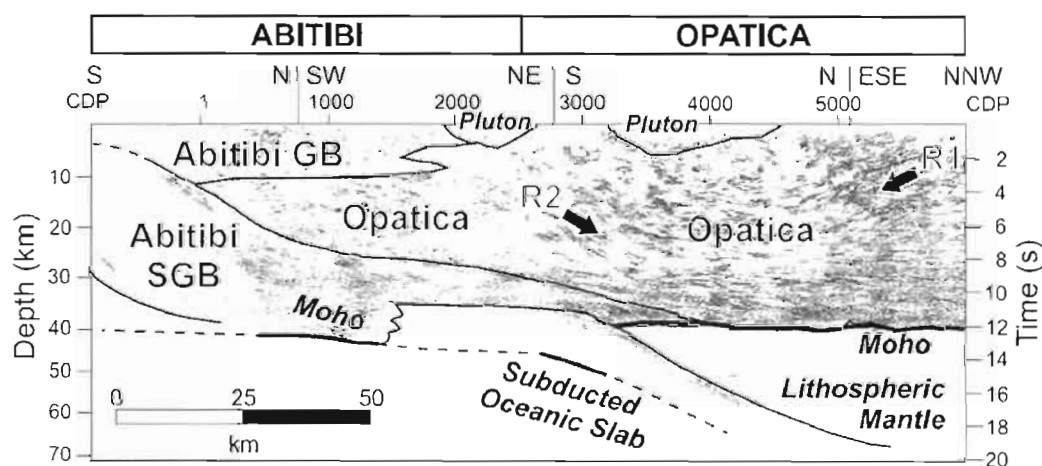 ABITIBI OPATICA
S N SW NE S N ESE NNW
CDP 1 1000 2000 3000 4000 5000 CDP
Pluton Pluton
Abitibi GB
R1
R2
Opatica Opatica
Abitibi
SGB
Moho
Moho
Subducted
Oceanic Slab
Lithospheric
Mantle
Depth (km)
10
20
30
40
50
60
70
Time (s)
2
4
6
8
10
12
14
16
18
20
0 25 50
km